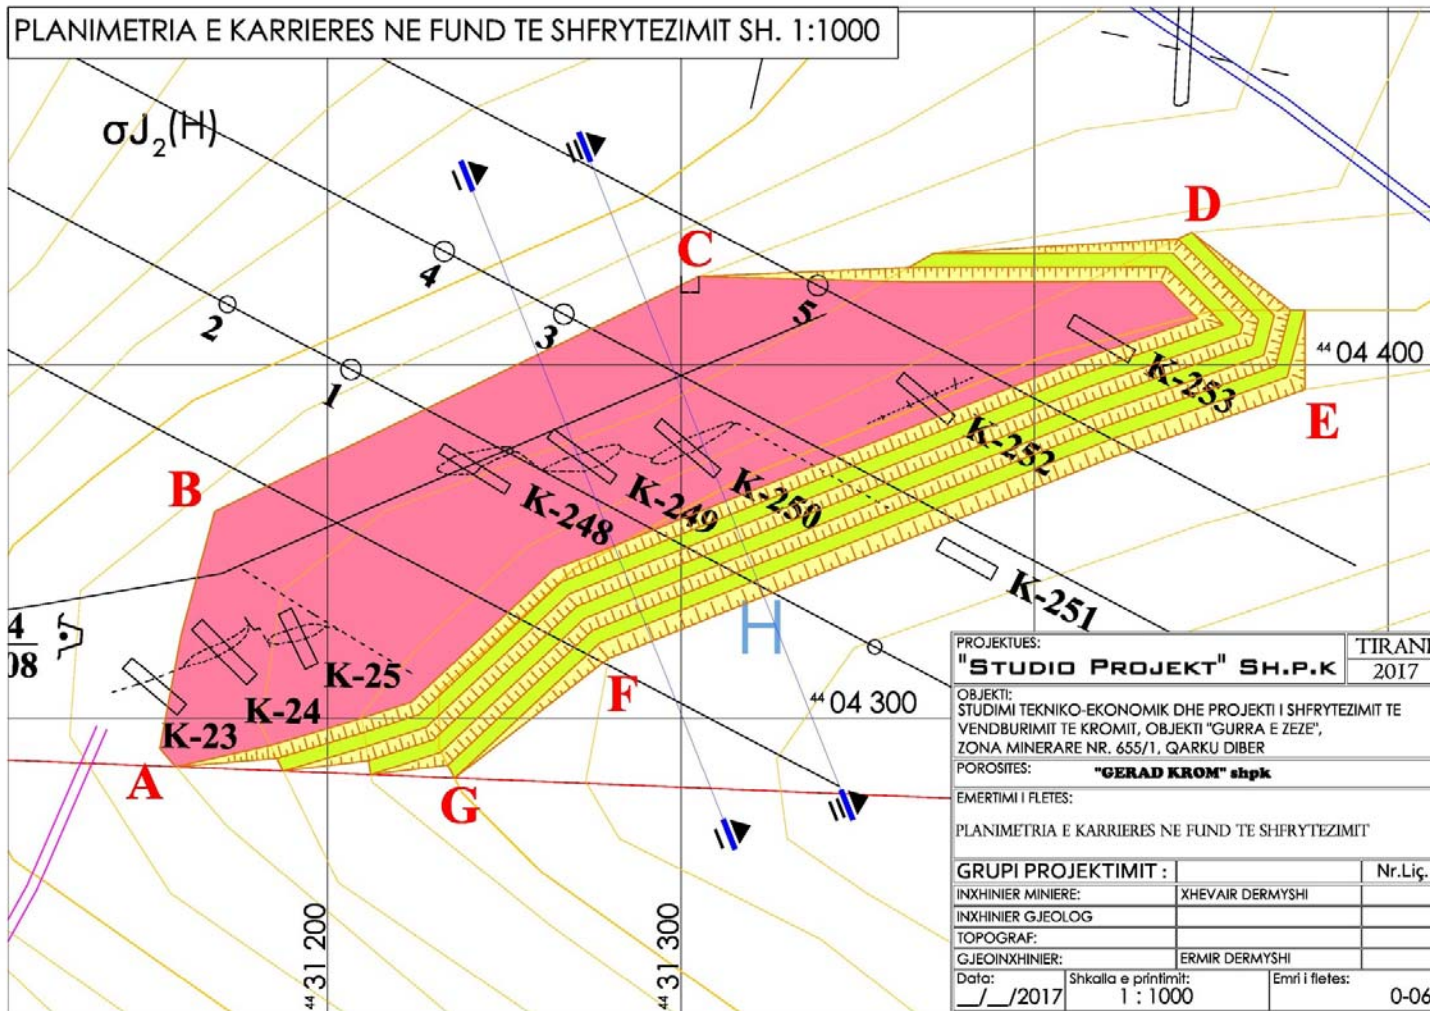 PLANIMETRIA E KARRIERES NE FUND TE SHFRYTEZIMIT SH. 1:1000
σJ2(H)
D
C
4
5
2
3
44 04 400
1
K-253
E
K-252
B
K-250
K-249
K-248
K-251
H
4
08
K-25
F
44 04 300
K-24
K-23
A
G
44 31 200
44 31 300
PROJEKTUES:
"STUDIO PROJEKT" SH.P.K
TIRANE
2017
OBJEKTI:
STUDIMI TEKNIKO-EKONOMIK DHE PROJEKTI I SHFRYTEZIMIT TE
VENDBURIMIT TE KROMIT, OBJEKTI "GURRA E ZEZE",
ZONA MINERARE NR. 655/1, QARKU DIBER
POROSITES: "GERAD KROM" shpk
EMERTIMI I FLETES:
PLANIMETRIA E KARRIERES NE FUND TE SHFRYTEZIMIT
GRUPI PROJEKTIMIT : Nr.Liç.
INXHINIER MINIERE: XHEVAIR DERMYSHI
INXHINIER GJEOLOG
TOPOGRAF:
GJEOINXHINIER: ERMIR DERMYSHI
Data: Shkalla e printimit: Emri i fletes:
__/__/2017 1 : 1000 0-06